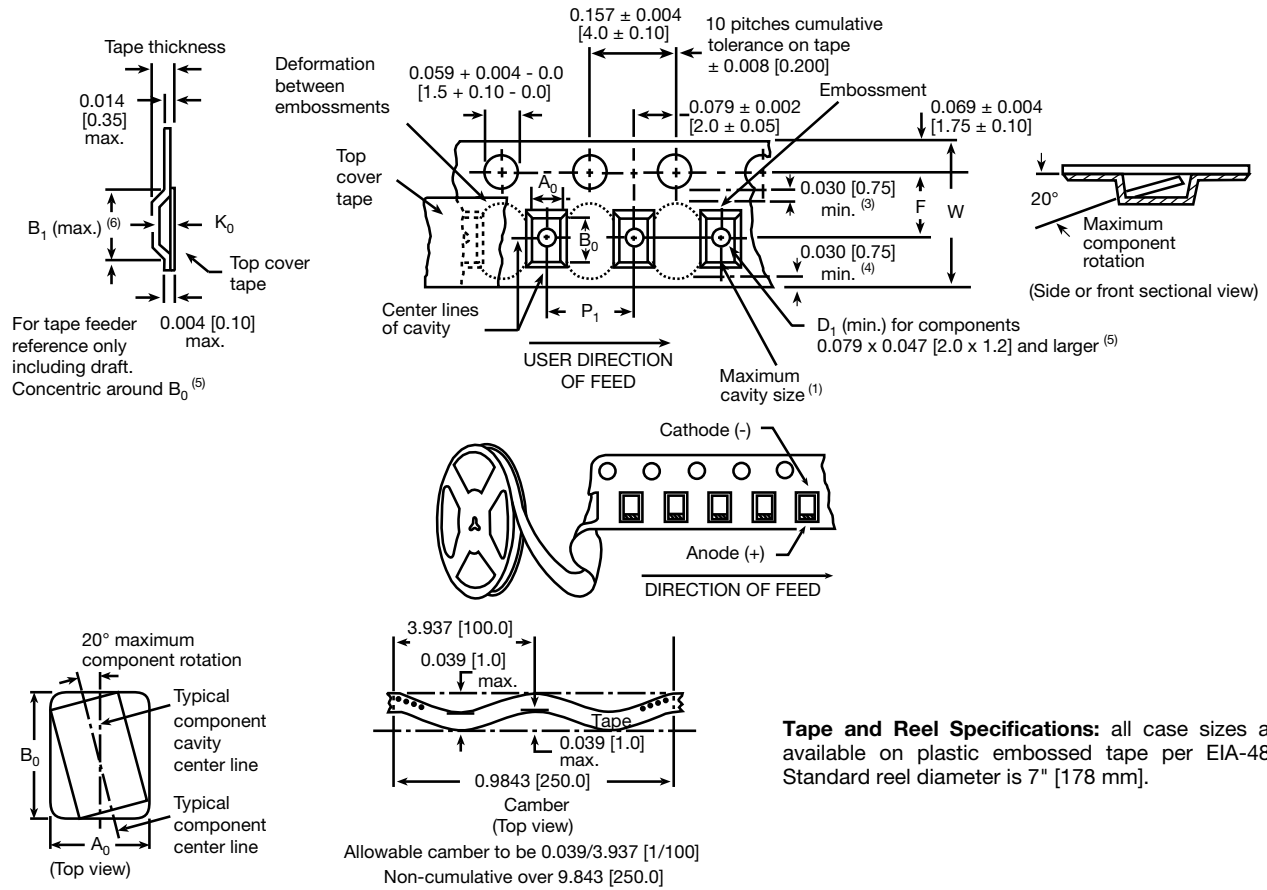 Tape thickness
0.014
[0.35]
max.
B1 (max.) (6)
K0
Top cover
tape
For tape feeder
reference only
including draft.
Concentric around B0 (5)
0.004 [0.10]
max.
Deformation
between
embossments
Top
cover
tape
0.059 + 0.004 - 0.0
[1.5 + 0.10 - 0.0]
0.157 ± 0.004
[4.0 ± 0.10]
10 pitches cumulative
tolerance on tape
± 0.008 [0.200]
0.079 ± 0.002
[2.0 ± 0.05]
Embossment
0.069 ± 0.004
[1.75 ± 0.10]
A0
B0
0.030 [0.75]
min. (3)
F
W
0.030 [0.75]
min. (4)
Center lines
of cavity
P1
USER DIRECTION
OF FEED
D1 (min.) for components
0.079 x 0.047 [2.0 x 1.2] and larger (5)
Maximum
cavity size (1)
20°
Maximum
component
rotation
(Side or front sectional view)
Cathode (-)
Anode (+)
DIRECTION OF FEED
20° maximum
component rotation
Typical
component
cavity
center line
B0
Typical
component
center line
A0
(Top view)
3.937 [100.0]
0.039 [1.0]
max.
Tape
0.039 [1.0]
max.
0.9843 [250.0]
Camber
(Top view)
Allowable camber to be 0.039/3.937 [1/100]
Non-cumulative over 9.843 [250.0]
Tape and Reel Specifications: all case sizes a
available on plastic embossed tape per EIA-48
Standard reel diameter is 7" [178 mm].